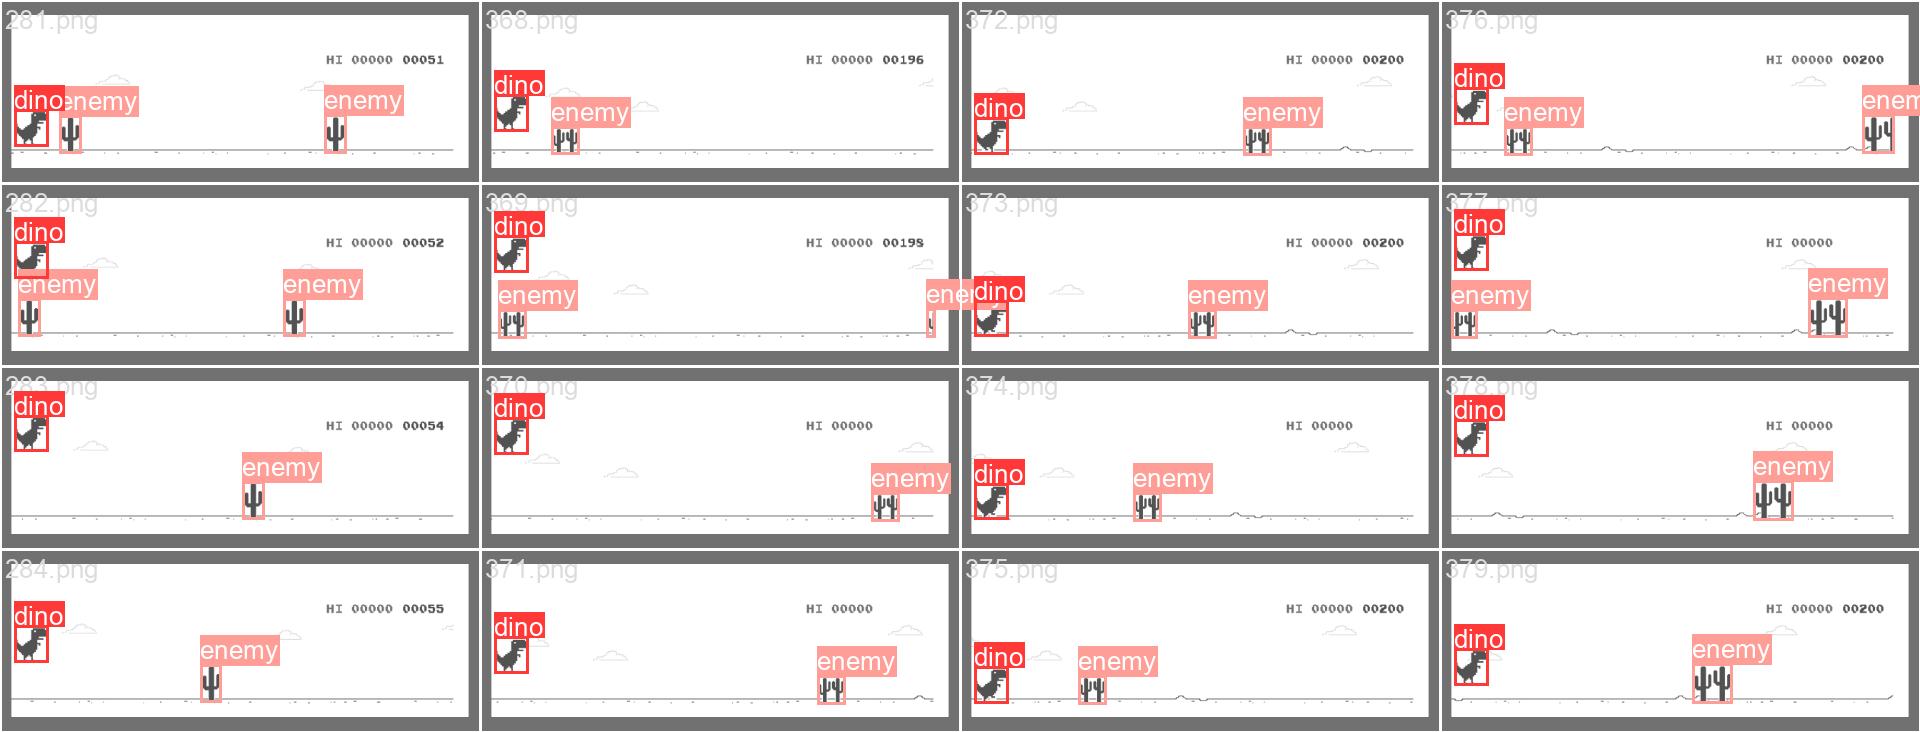 281.png
HI 00000 00051
dino
enemy
enemy
368.png
HI 00000 00196
dino
enemy
372.png
HI 00000 00200
dino
enemy
376.png
HI 00000 00200
dino
enemy
enem
282.png
HI 00000 00052
dino
enemy
enemy
369.png
HI 00000 00198
dino
enemy
373.png
HI 00000 00200
dino
enemy
377.png
HI 00000
dino
enemy
enemy
283.png
HI 00000 00054
dino
enemy
370.png
HI 00000
dino
enemy
374.png
HI 00000
dino
enemy
378.png
HI 00000
dino
enemy
284.png
HI 00000 00055
dino
enemy
371.png
HI 00000
dino
enemy
375.png
HI 00000 00200
dino
enemy
379.png
HI 00000 00200
dino
enemy